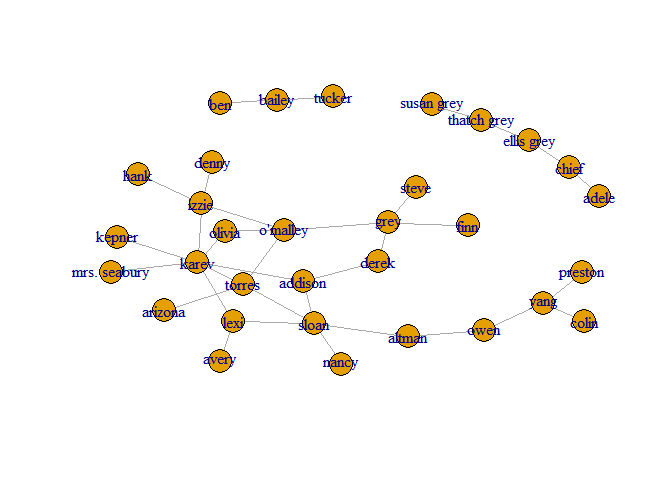 ben
bailey
tucker
susan grey
thatch grey
ellis grey
chief
adele
denny
hank
steve
izzie
grey
finn
kepner
olivia
o'malley
karev
derek
mrs. seabury
torres
addison
preston
arizona
yang
lexi
sloan
owen
colin
altman
avery
nancy